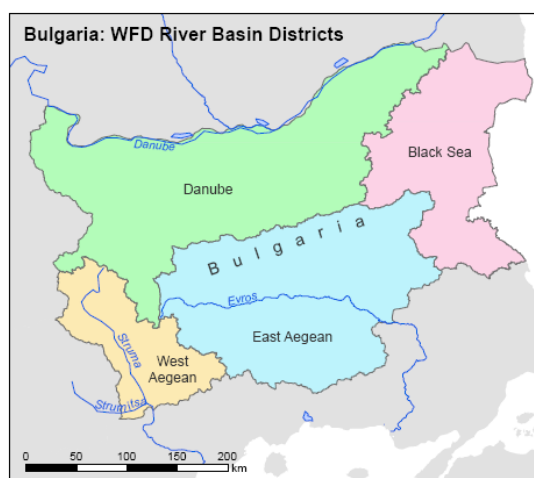 Bulgaria: WFD River Basin Districts
Danube
Black Sea
Danube
Bulgaria
Evros
East Aegean
Struma
West
Aegean
Strumitsa
0 50 100 150 200
km